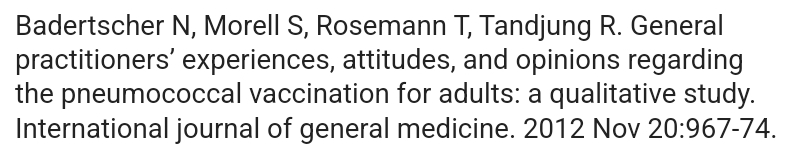 Badertscher N, Morell S, Rosemann T, Tandjung R. General
practitioners’ experiences, attitudes, and opinions regarding
the pneumococcal vaccination for adults: a qualitative study.
International journal of general medicine. 2012 Nov 20:967-74.